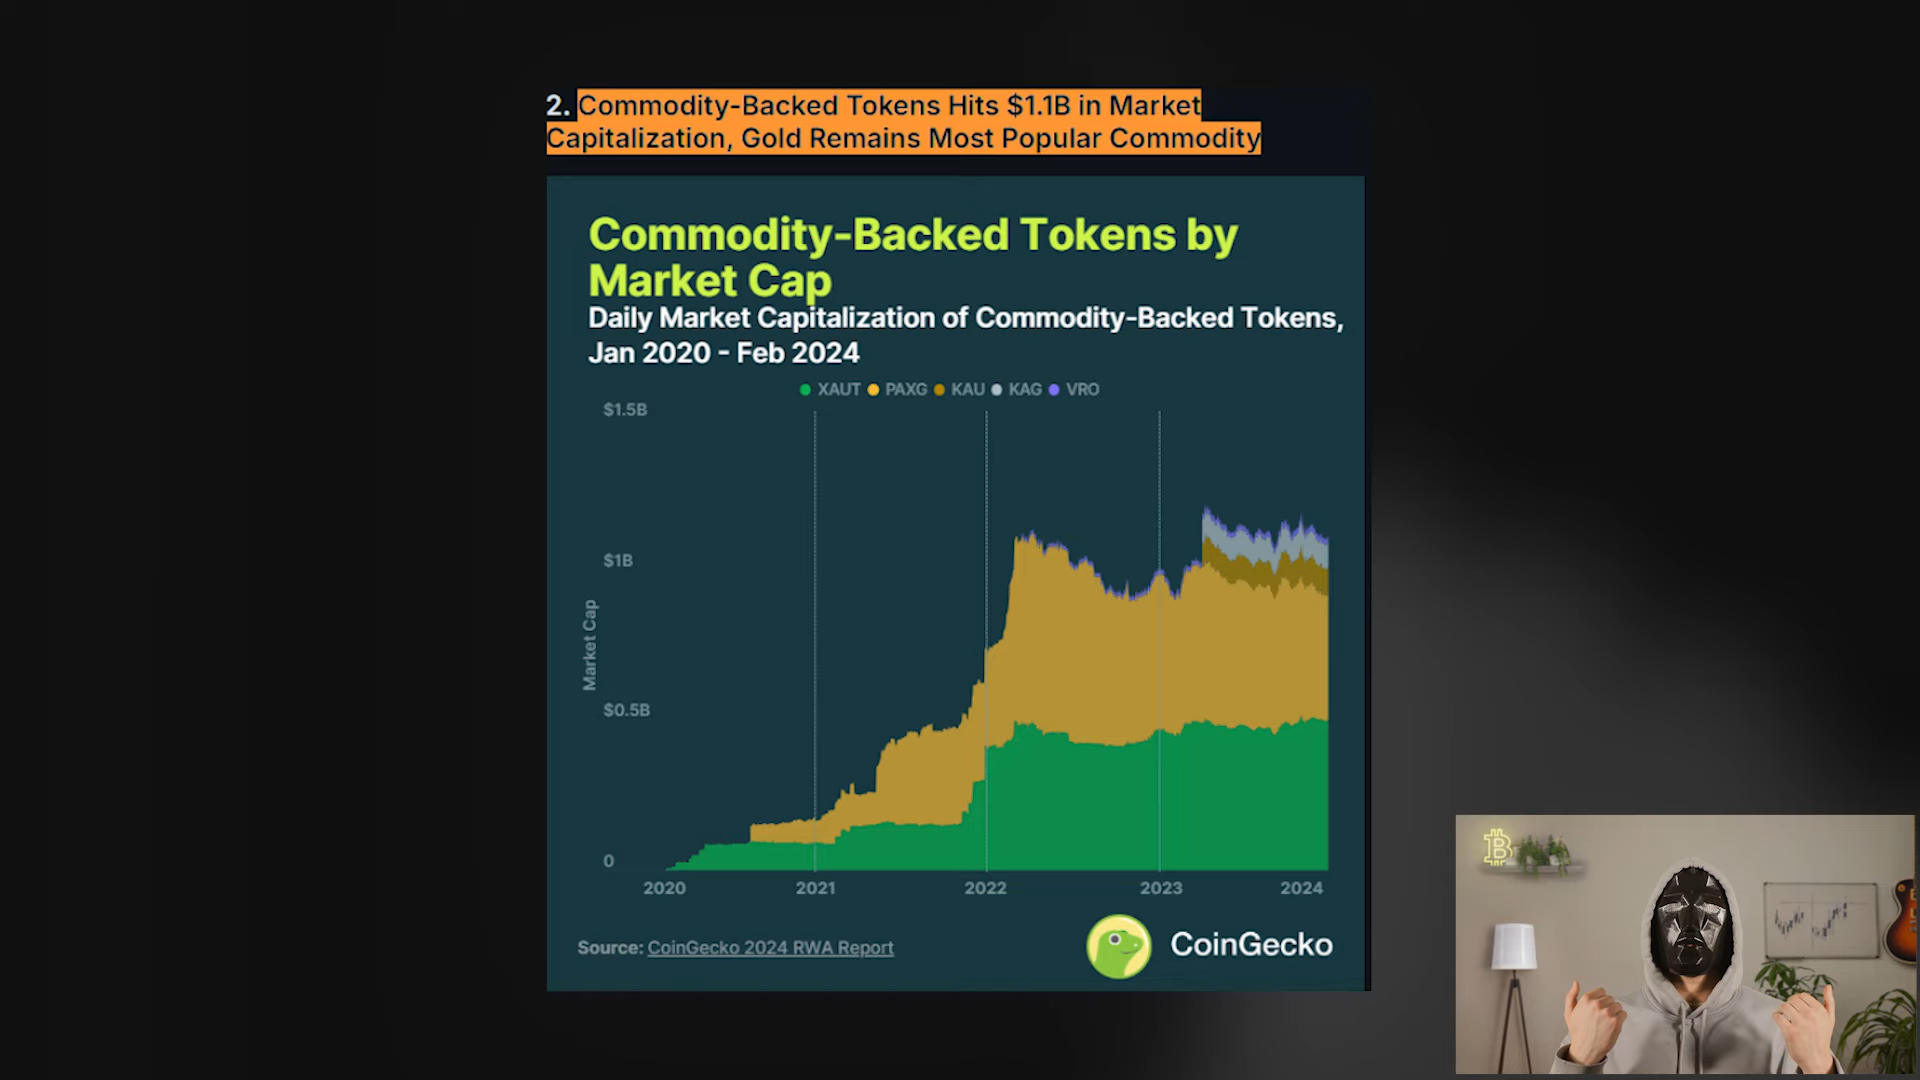 2. Commodity-Backed Tokens Hits $1.1B in Market
Capitalization, Gold Remains Most Popular Commodity
Commodity-Backed Tokens by
Market Cap
Daily Market Capitalization of Commodity-Backed Tokens,
Jan 2020 - Feb 2024
XAUT PAXG KAU KAG VRO
$1.5B
$1B
$0.5B
0
Market Cap
2020 2021 2022 2023 2024
Source: CoinGecko 2024 RWA Report
CoinGecko